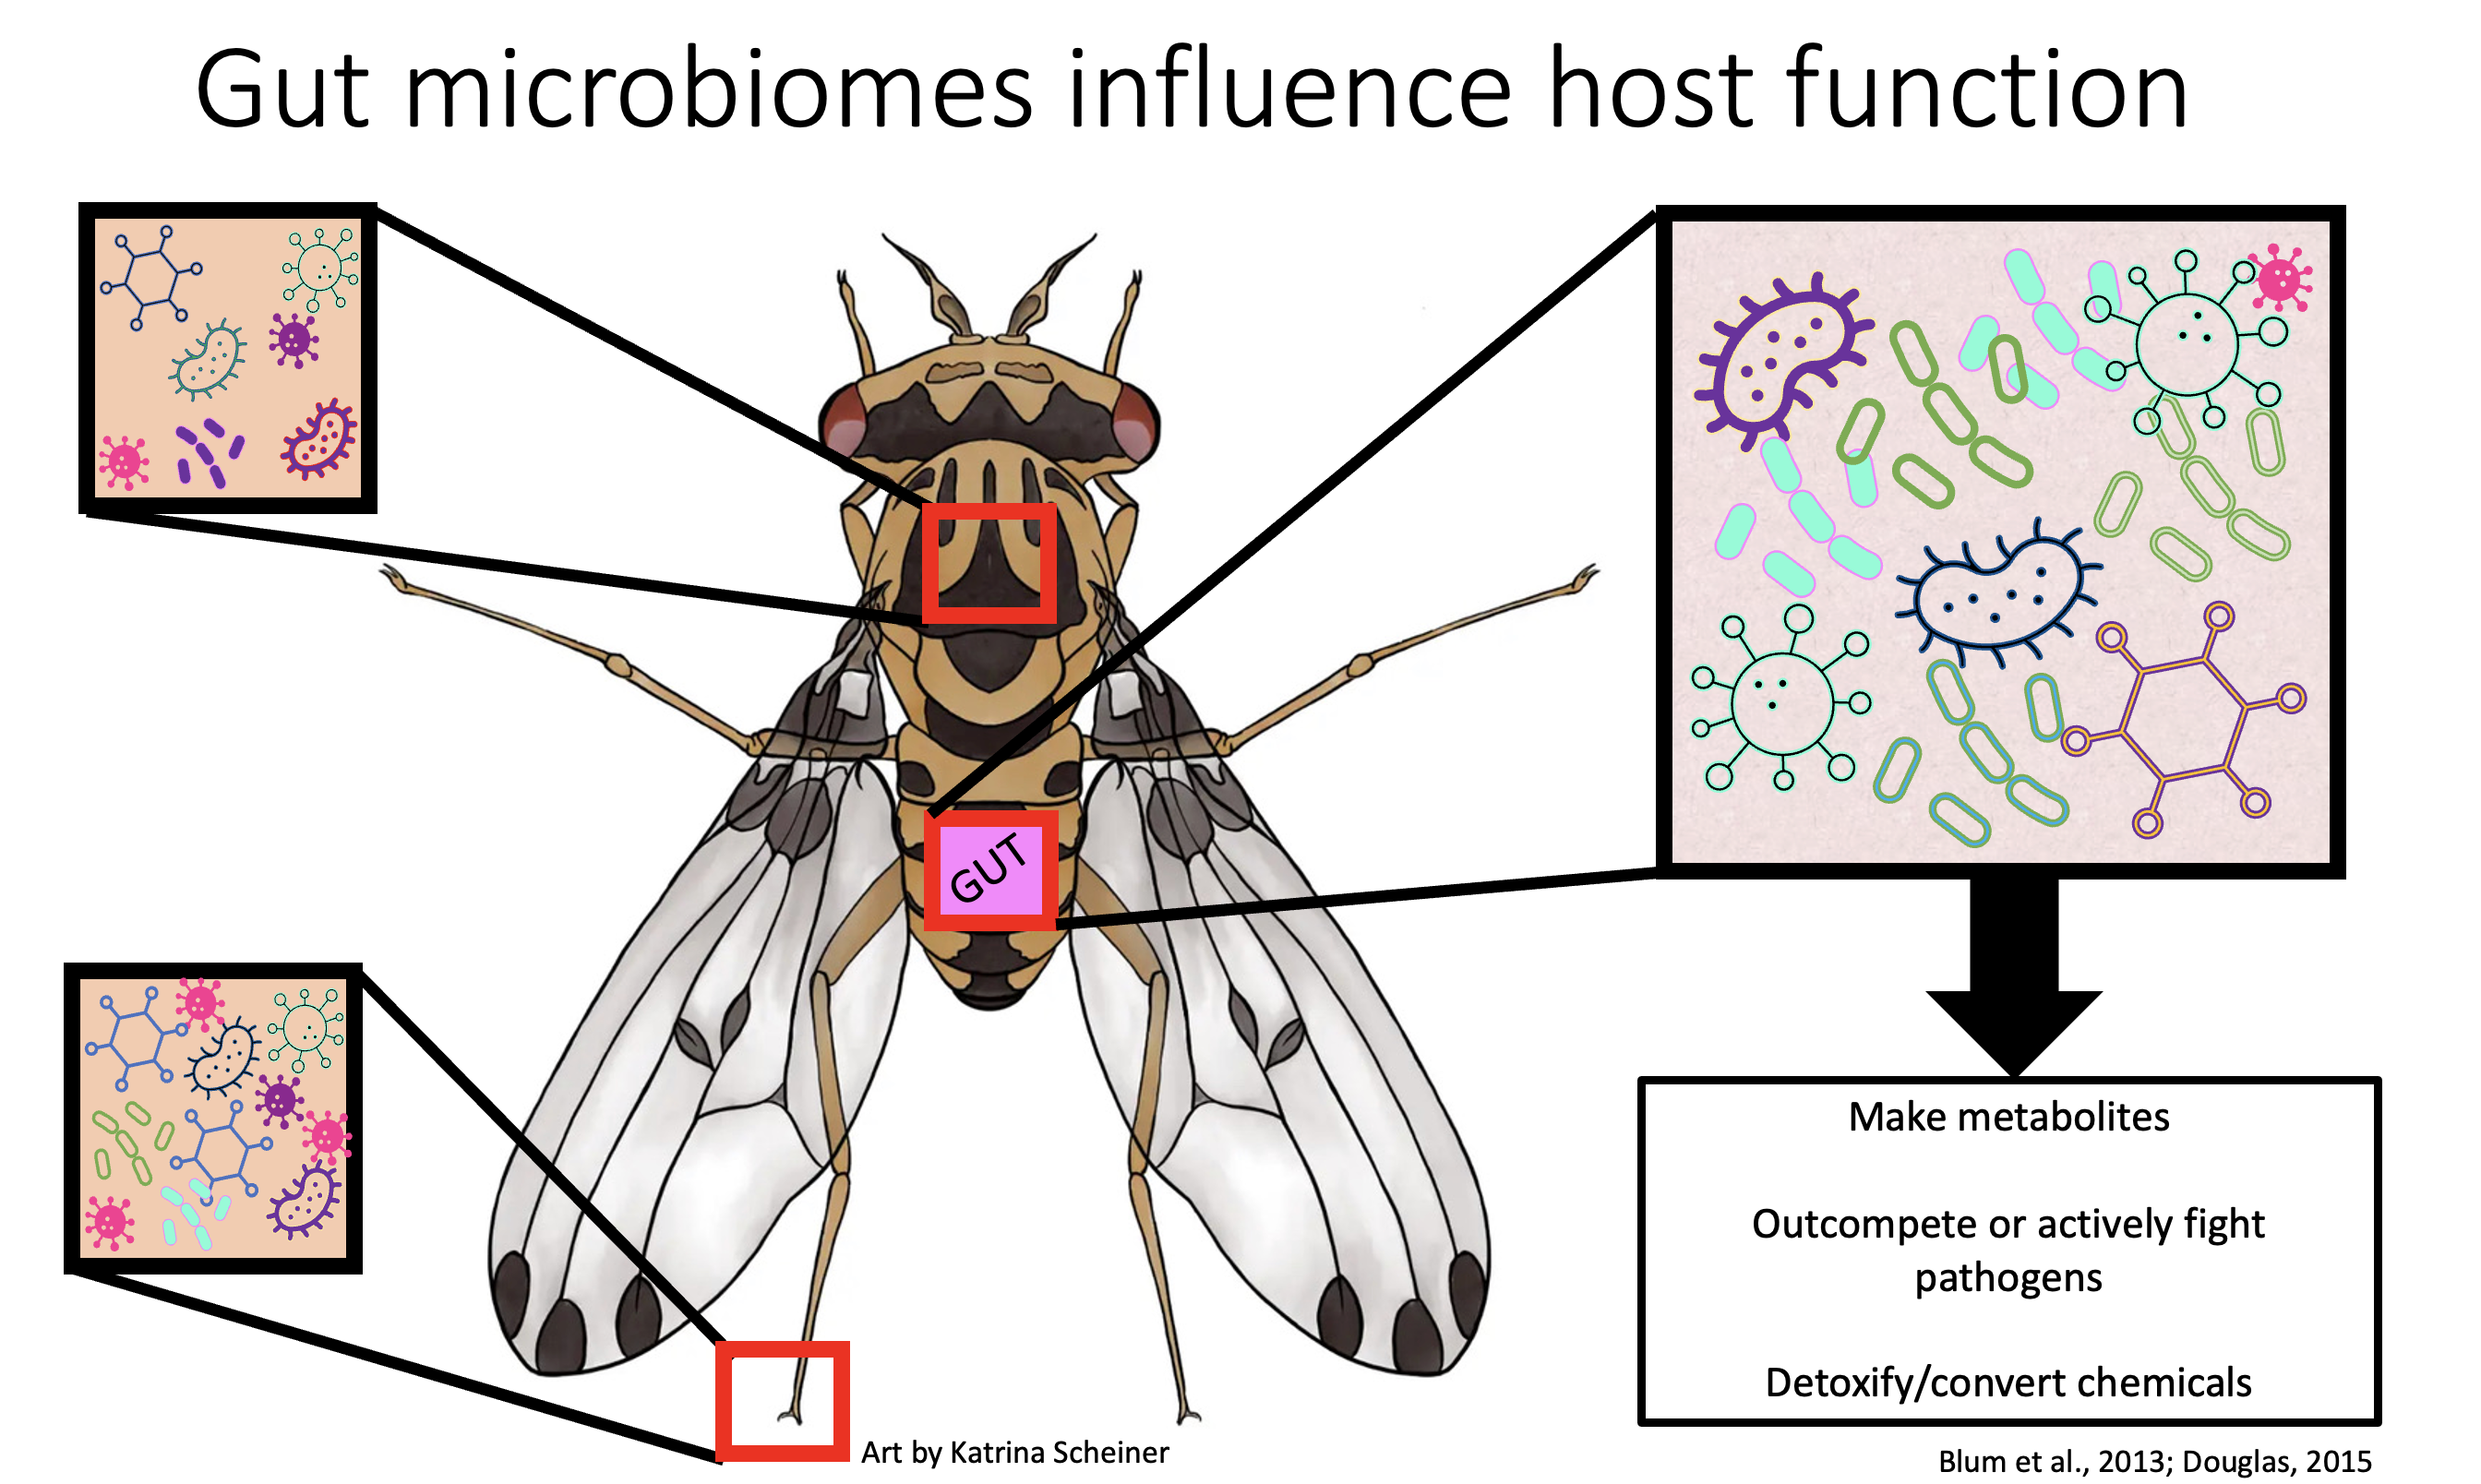 Gut microbiomes influence host function
GUT
Make metabolites
Outcompete or actively fight
pathogens
Detoxify/convert chemicals
Art by Katrina Scheiner
Blum et al., 2013; Douglas, 2015